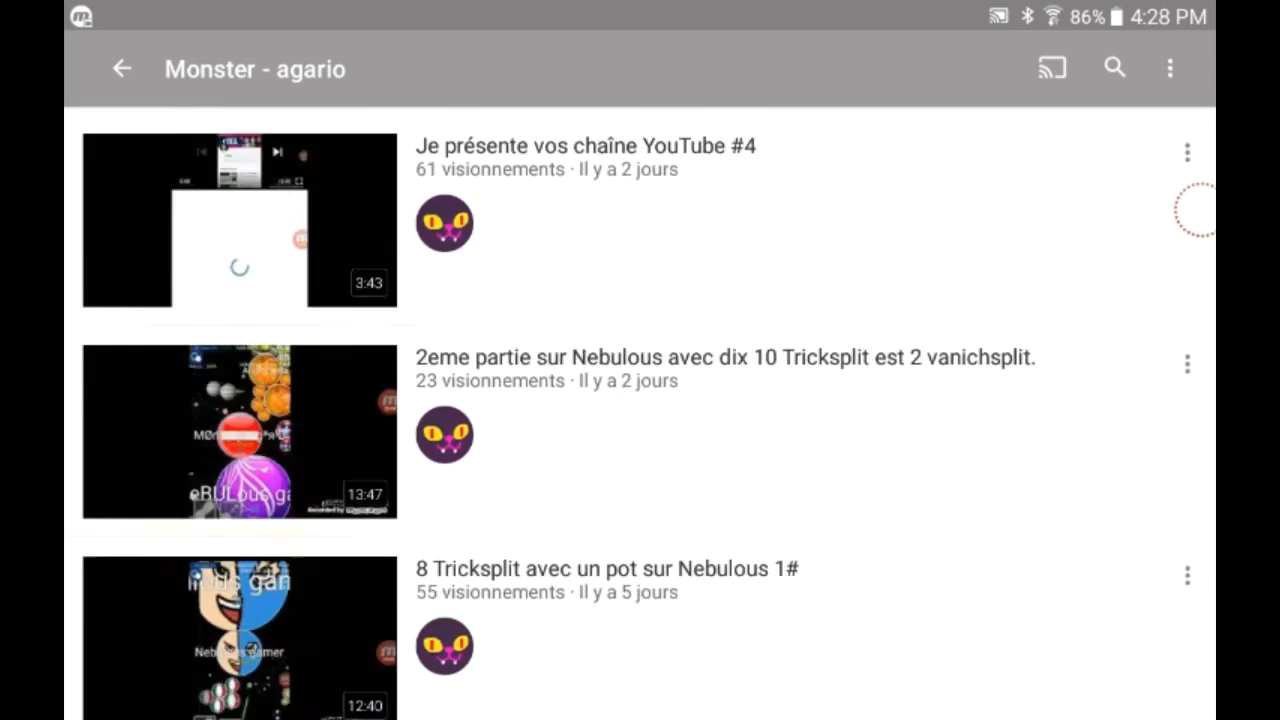 86% 4:28 PM
Monster - agario
Je présente vos chaîne YouTube #4
61 visionnements · Il y a 2 jours
3:43
2eme partie sur Nebulous avec dix 10 Tricksplit est 2 vanichsplit.
23 visionnements · Il y a 2 jours
eBULous ga
13:47
8 Tricksplit avec un pot sur Nebulous 1#
55 visionnements · Il y a 5 jours
12:40